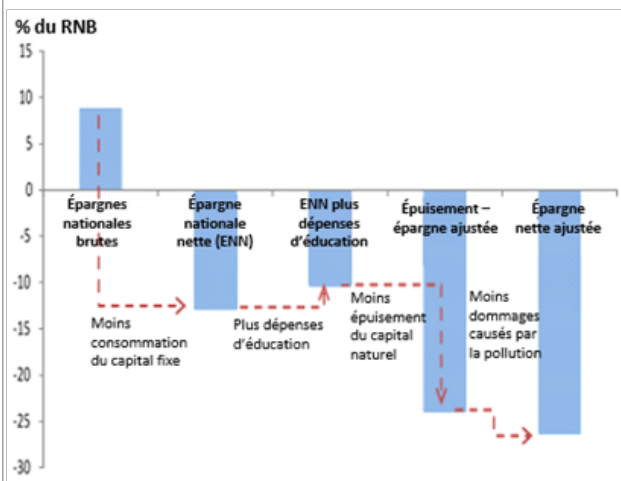 % du RNB
15
10
5
0
-5
-10
-15
-20
-25
-30
Épargnes
nationales
brutes
Épargne
nationale
nette (ENN)
ENN plus
dépenses
d'éducation
Épuisement –
épargne ajustée
Épargne
nette ajustée
Moins
consommation
du capital fixe
Plus dépenses
d'éducation
Moins
épuisement
du capital
naturel
Moins
dommages
causés par
la pollution